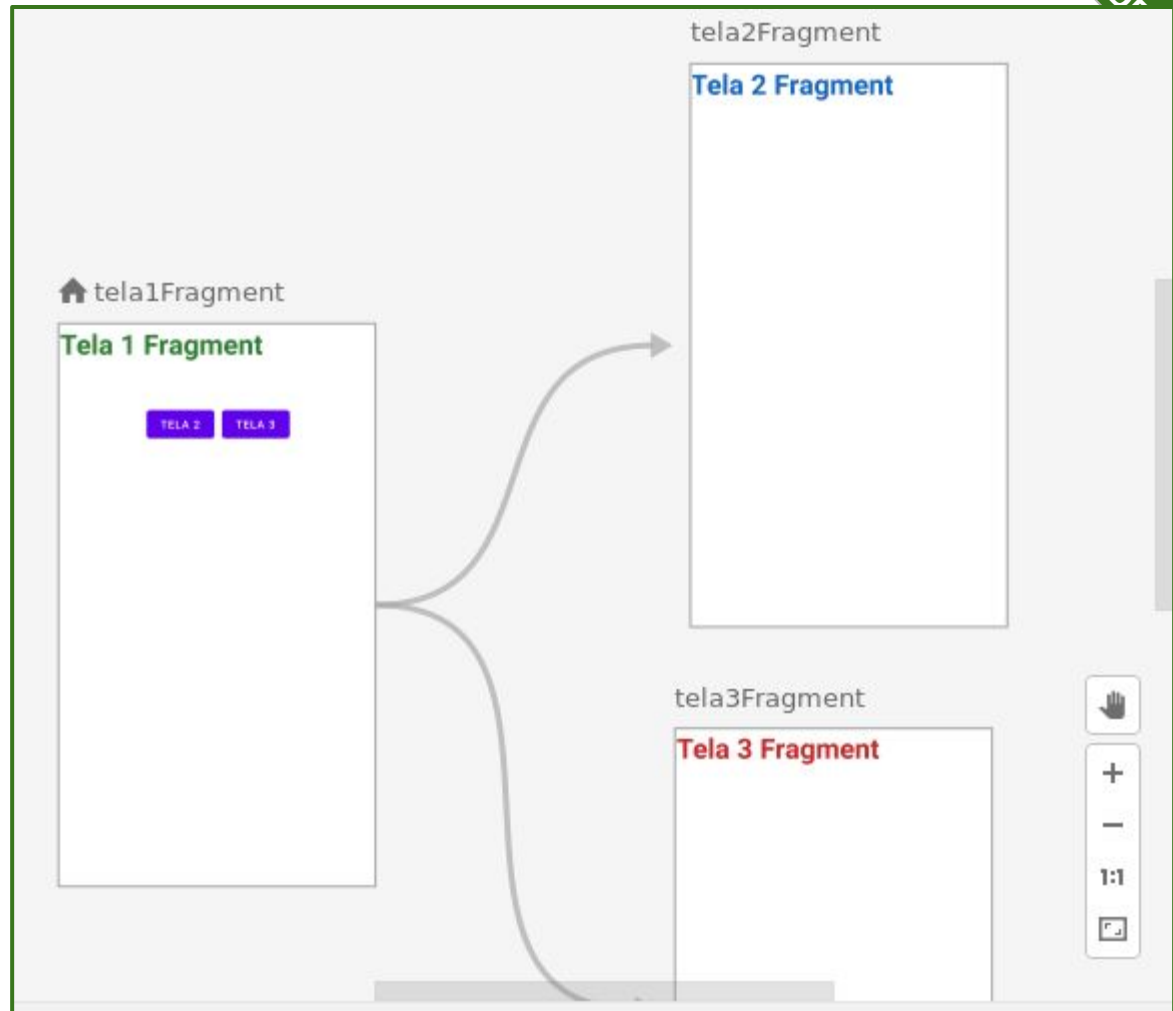 tela2Fragment
Tela 2 Fragment
tela1Fragment
Tela 1 Fragment
TELA 2 TELA 3
tela3Fragment
Tela 3 Fragment
+
−
1:1